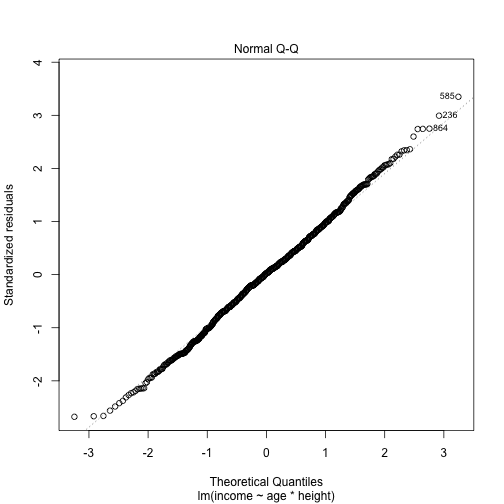 Normal Q-Q
4
3
2
1
0
-1
-2
Standardized residuals
585
236
864
-3 -2 -1 0 1 2 3
Theoretical Quantiles
lm(income ~ age * height)